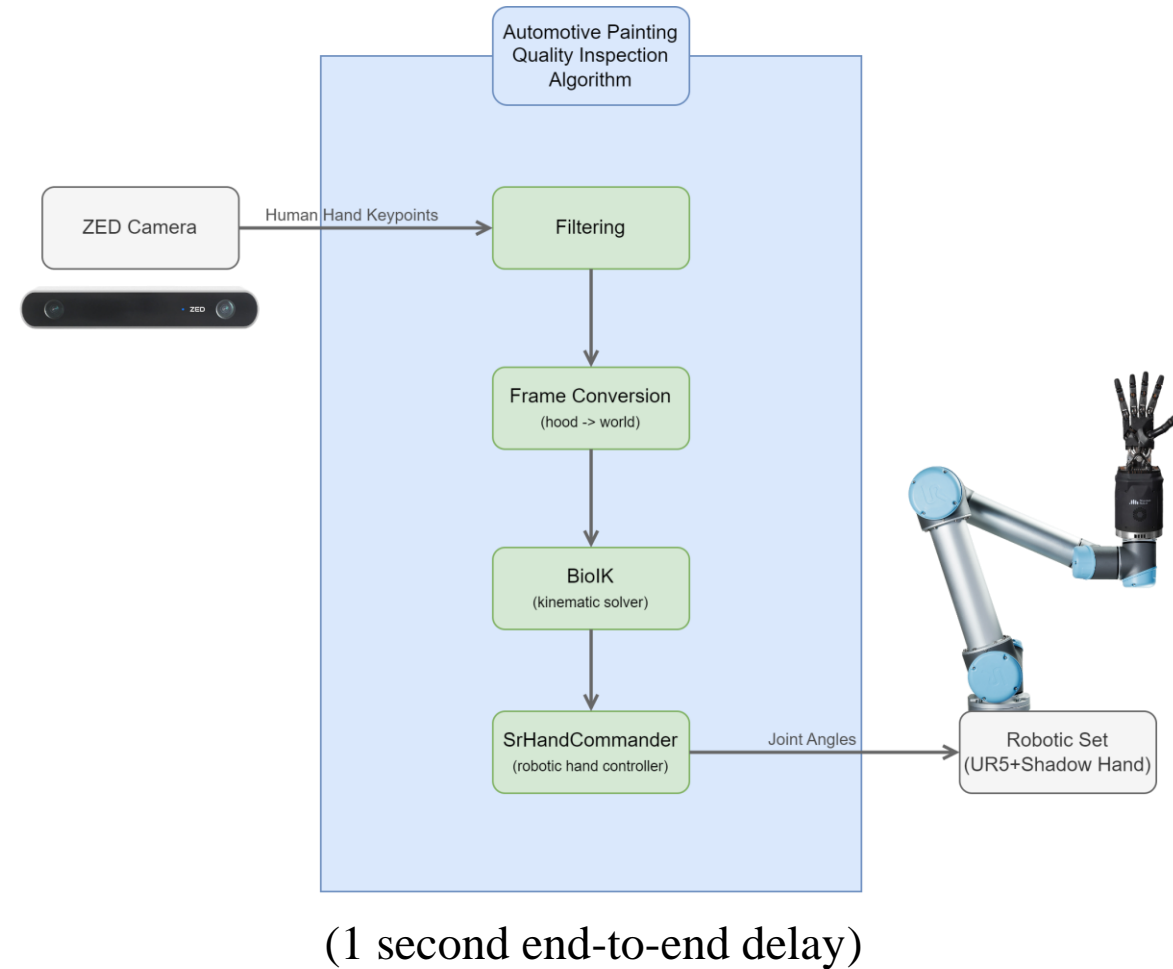 Automotive Painting
Quality Inspection
Algorithm
ZED Camera
Human Hand Keypoints
Filtering
ZED
Frame Conversion
(hood -> world)
BioIK
(kinematic solver)
SrHandCommander
(robotic hand controller)
Joint Angles
Robotic Set
(UR5+Shadow Hand)
(1 second end-to-end delay)